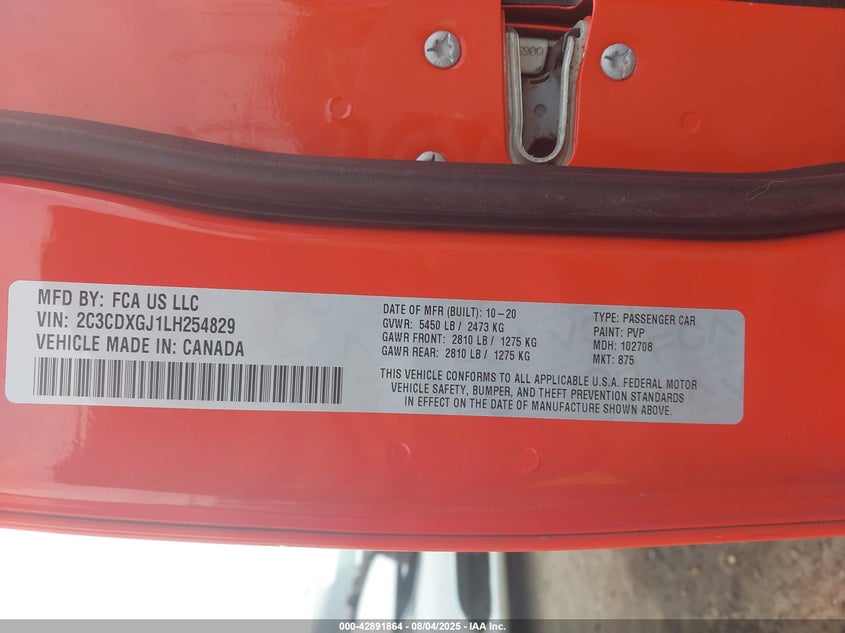 MFD BY: FCA US LLC
VIN: 2C3CDXGJ1LH254829
VEHICLE MADE IN: CANADA
DATE OF MFR (BUILT): 10-20
GVWR: 5450 LB / 2473 KG
GAWR FRONT: 2810 LB / 1275 KG
GAWR REAR: 2810 LB / 1275 KG
TYPE: PASSENGER CAR
PAINT: PVP
MDH: 102708
MKT: 875
THIS VEHICLE CONFORMS TO ALL APPLICABLE U.S.A. FEDERAL MOTOR
VEHICLE SAFETY, BUMPER, AND THEFT PREVENTION STANDARDS
IN EFFECT ON THE DATE OF MANUFACTURE SHOWN ABOVE.
000-42891864 - 08/04/2025 - IAA Inc.